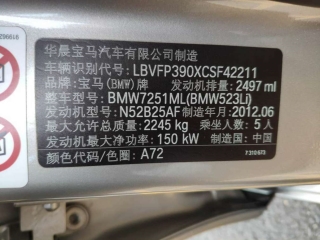 华晨宝马汽车有限公司制造
车辆识别代号: LBVFP390XCSF42211
品牌: 宝马(BMW)牌 发动机排量: 2497 ml
整车型号: BMW7251ML(BMW523Li)
发动机型号: N52B25AF 制造年月: 2012.06
最大允许总质量: 2245 kg 乘坐人数: 5人
发动机最大净功率: 150 kW 制造国: 中国
颜色代码/色圈: A72
7310673